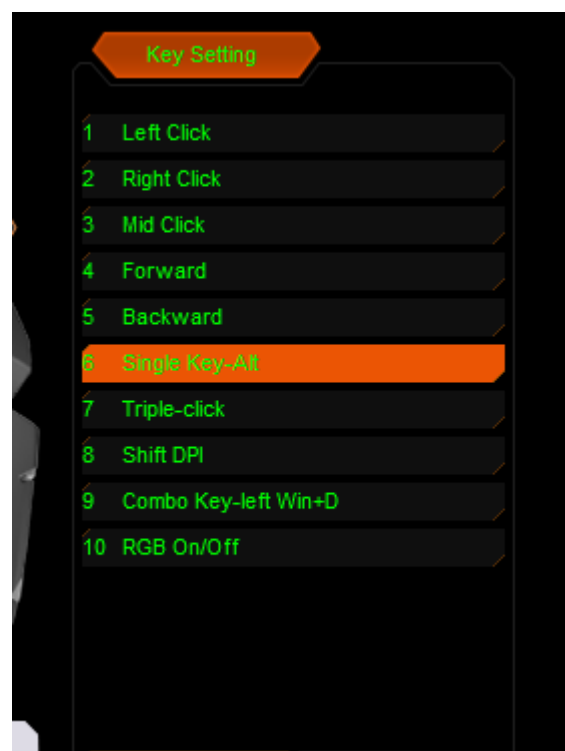 Key Setting
1 Left Click
2 Right Click
3 Mid Click
4 Forward
5 Backward
6 Single Key-Alt
7 Triple-click
8 Shift DPI
9 Combo Key-left Win+D
10 RGB On/Off